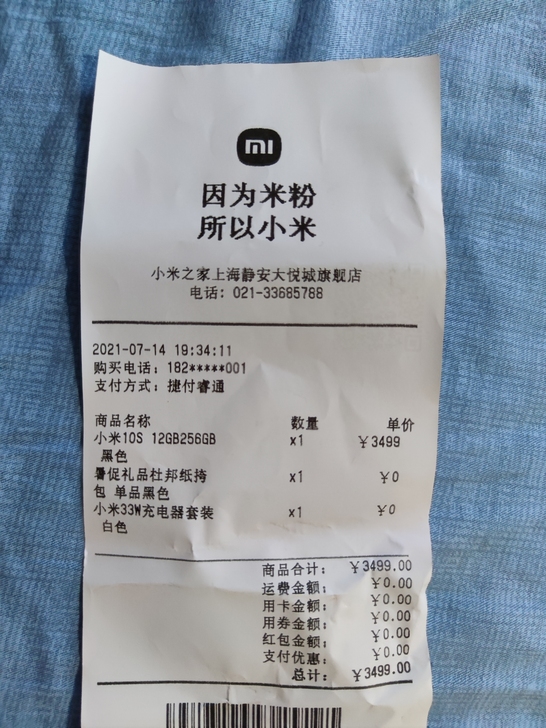 mi
因为米粉
所以小米
小米之家上海静安大悦城旗舰店
电话: 021-33685788
2021-07-14 19:34:11
购买电话: 182*****001
支付方式: 捷付睿通
商品名称 数量 单价
小米10S 12GB256GB x1 ¥3499
黑色
暑促礼品杜邦纸挎 x1 ¥0
包 单品黑色
小米33W充电器套装 x1 ¥0
白色
商品合计: ¥3499.00
运费金额: ¥0.00
用卡金额: ¥0.00
用券金额: ¥0.00
红包金额: ¥0.00
支付优惠: ¥0.00
总计: ¥3499.00